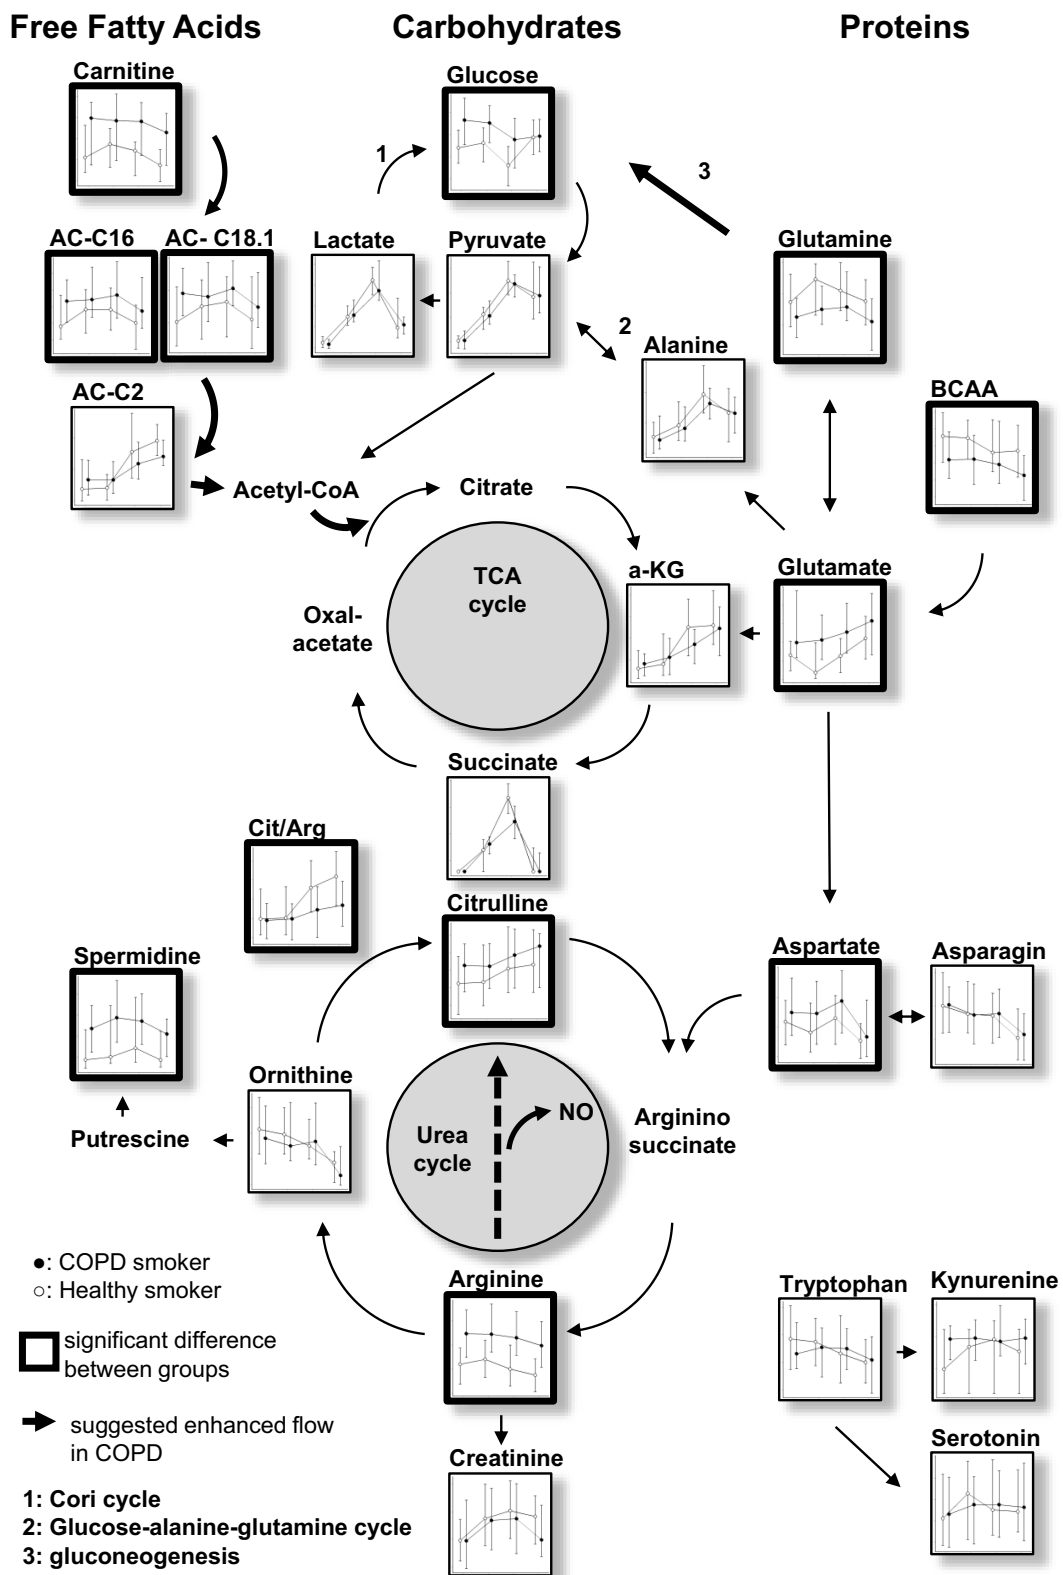 Free Fatty Acids
Carbohydrates
Proteins
Carnitine
Glucose
1
3
AC-C16
AC- C18.1
Lactate
Pyruvate
Glutamine
2
Alanine
AC-C2
BCAA
Acetyl-CoA
Citrate
TCA
cycle
a-KG
Glutamate
Oxal-
acetate
Succinate
Cit/Arg
Citrulline
Spermidine
Aspartate
Asparagin
Ornithine
NO
Putrescine
Urea
cycle
Arginino
succinate
●: COPD smoker
○: Healthy smoker
Arginine
Tryptophan
Kynurenine
significant difference
between groups
suggested enhanced flow
in COPD
Creatinine
Serotonin
1: Cori cycle
2: Glucose-alanine-glutamine cycle
3: gluconeogenesis